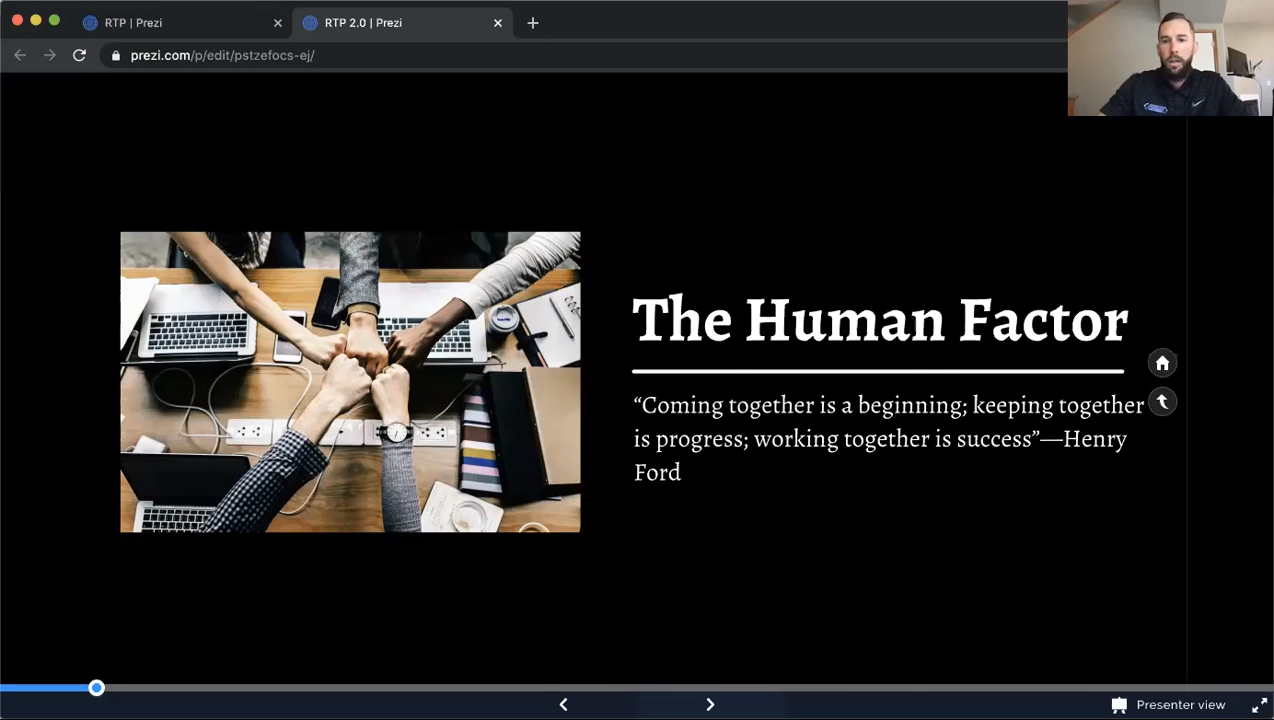 RTP | Prezi
RTP 2.0 | Prezi
prezi.com/p/edit/pstzefocs-ej/
The Human Factor
“Coming together is a beginning; keeping together
is progress; working together is success”—Henry
Ford
Presenter view